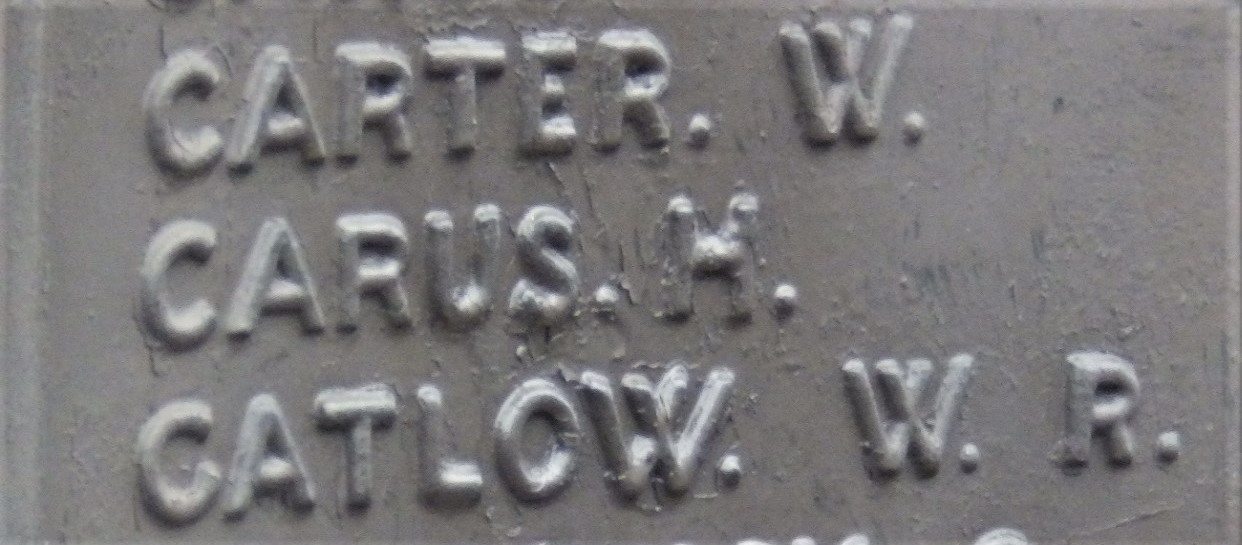 CARTER. W.
CARUS. H.
CATLOW. W. R.